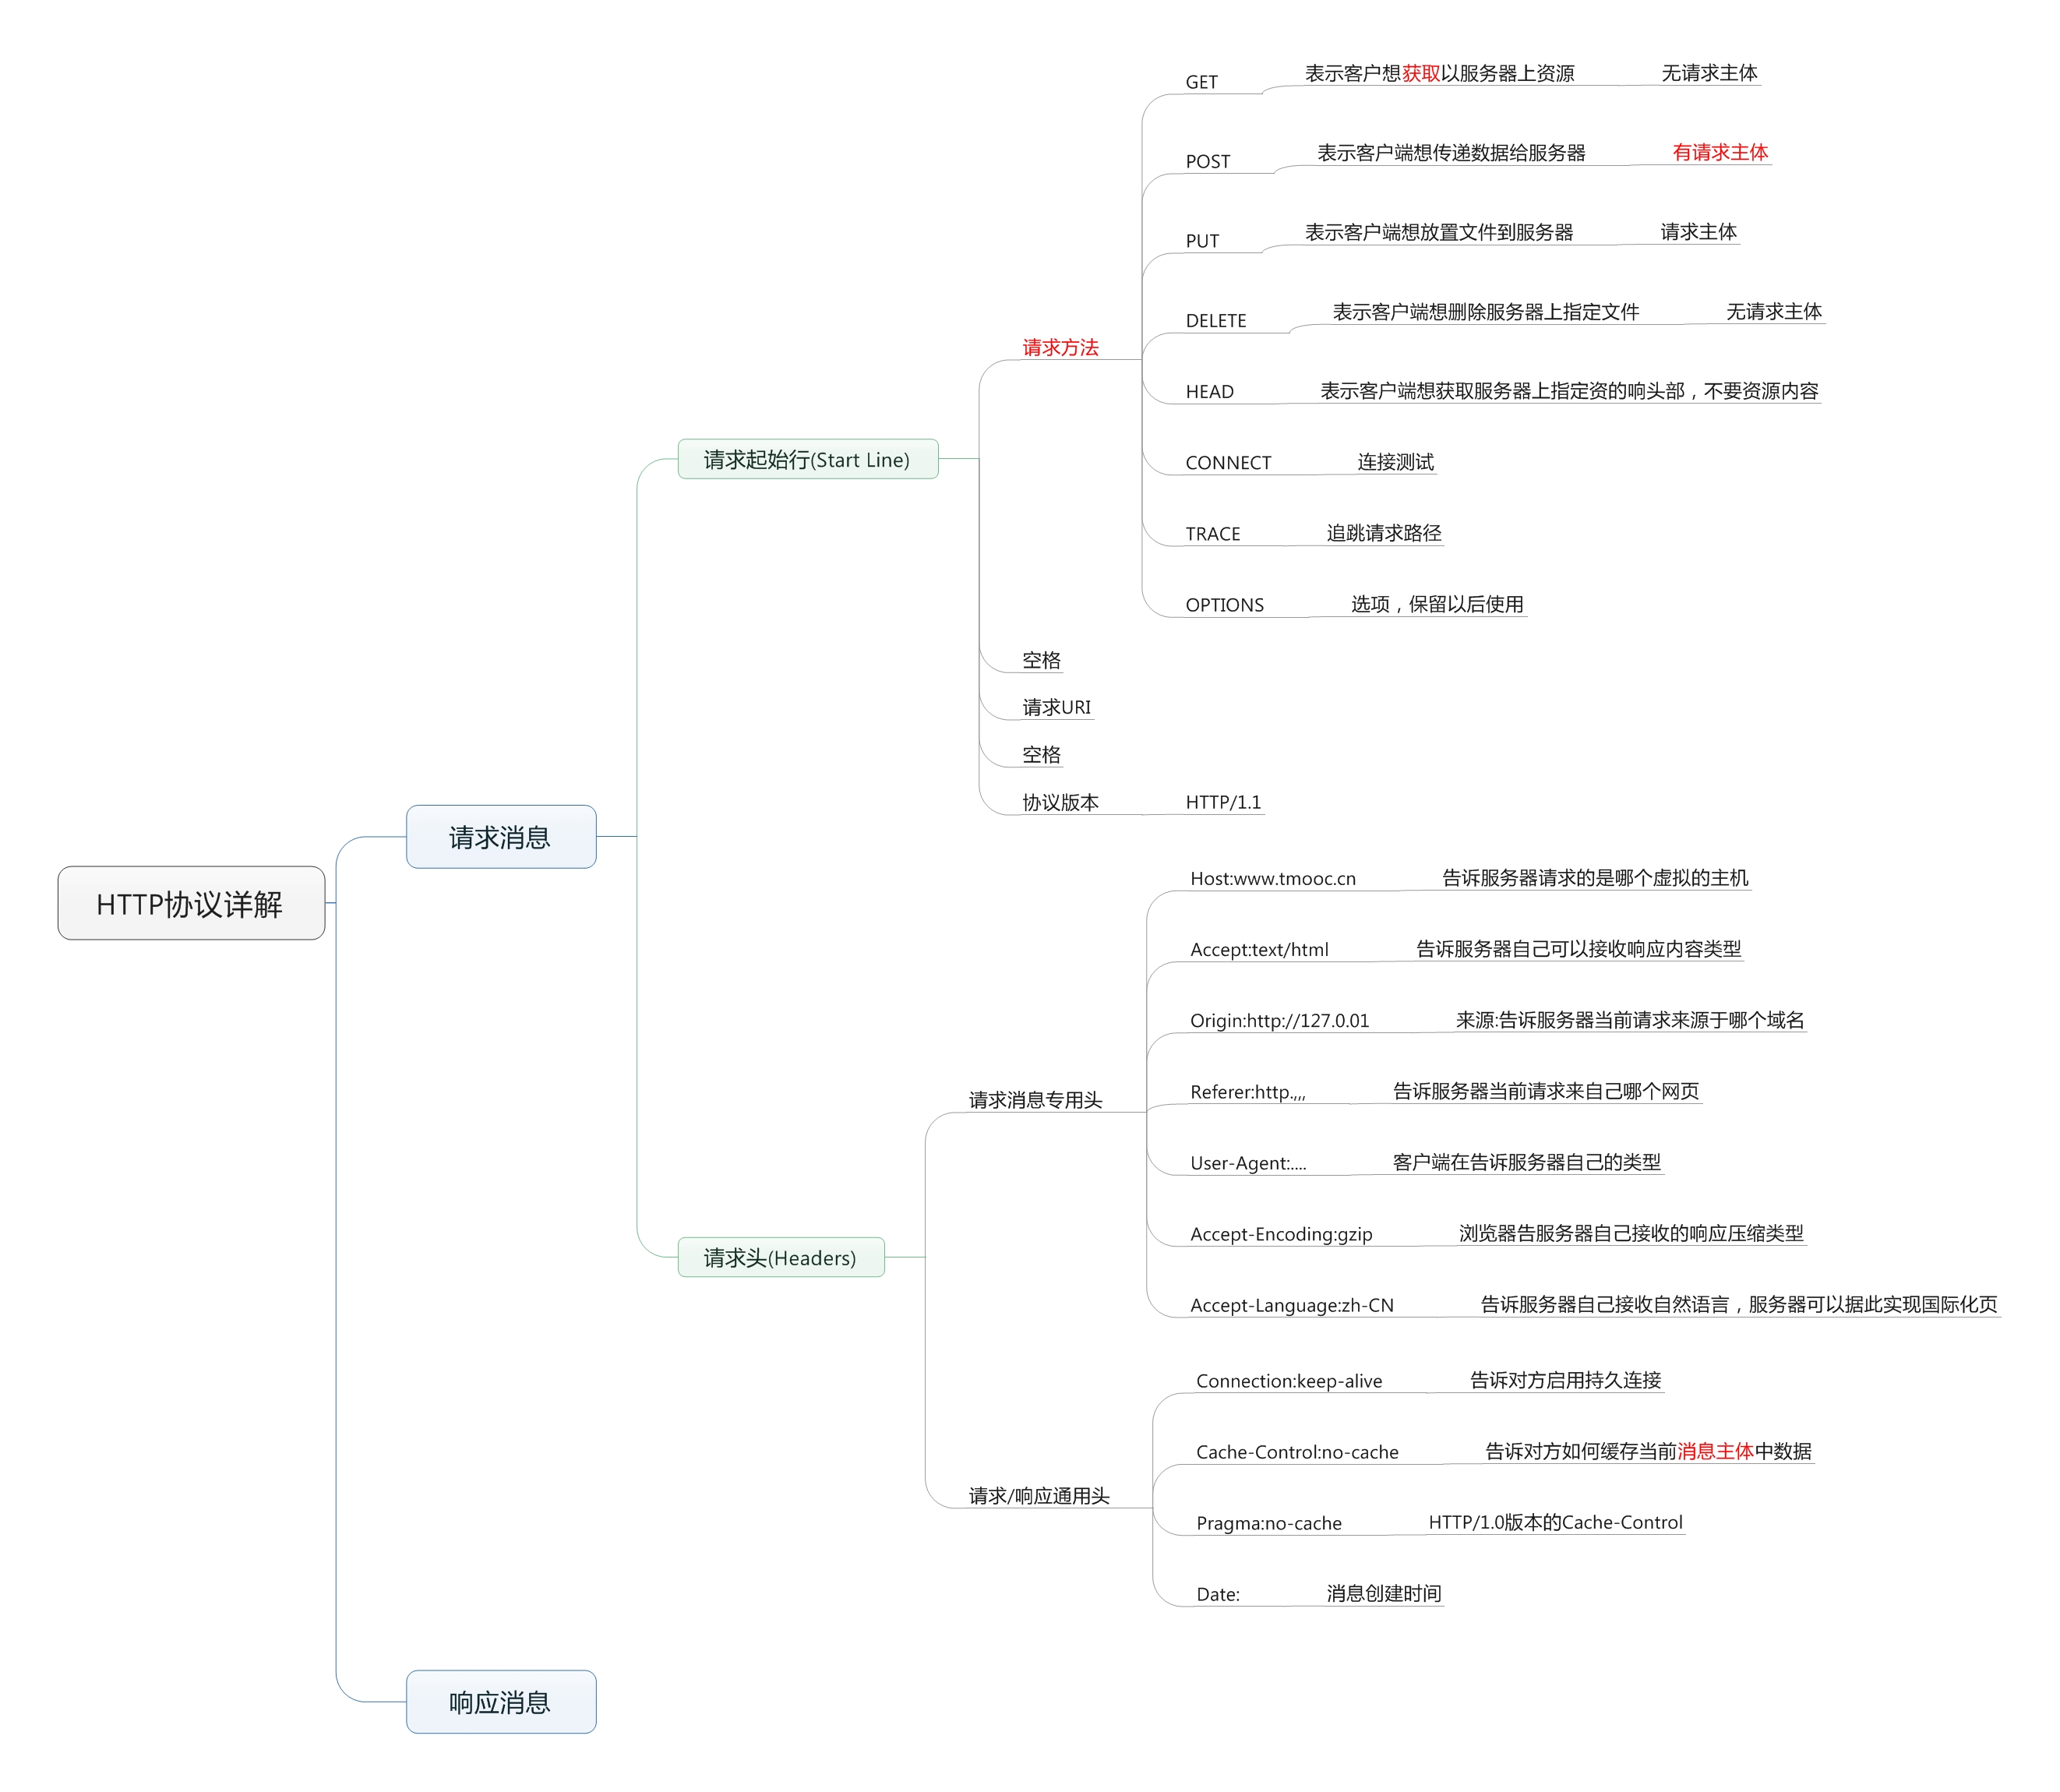 HTTP协议详解
请求消息
请求起始行(Start Line)
请求方法
GET 表示客户想获取以服务器上资源 无请求主体
POST 表示客户端想传递数据给服务器 有请求主体
PUT 表示客户端想放置文件到服务器 请求主体
DELETE 表示客户端想删除服务器上指定文件 无请求主体
HEAD 表示客户端想获取服务器上指定资的响头部，不要资源内容
CONNECT 连接测试
TRACE 追跳请求路径
OPTIONS 选项，保留以后使用
空格
请求URI
空格
协议版本 HTTP/1.1
请求头(Headers)
请求消息专用头
Host:www.tmooc.cn 告诉服务器请求的是哪个虚拟的主机
Accept:text/html 告诉服务器自己可以接收响应内容类型
Origin:http://127.0.01 来源:告诉服务器当前请求来源于哪个域名
Referer:http.,,, 告诉服务器当前请求来自己哪个网页
User-Agent:.... 客户端在告诉服务器自己的类型
Accept-Encoding:gzip 浏览器告服务器自己接收的响应压缩类型
Accept-Language:zh-CN 告诉服务器自己接收自然语言，服务器可以据此实现国际化页
请求/响应通用头
Connection:keep-alive 告诉对方启用持久连接
Cache-Control:no-cache 告诉对方如何缓存当前消息主体中数据
Pragma:no-cache HTTP/1.0版本的Cache-Control
Date: 消息创建时间
响应消息